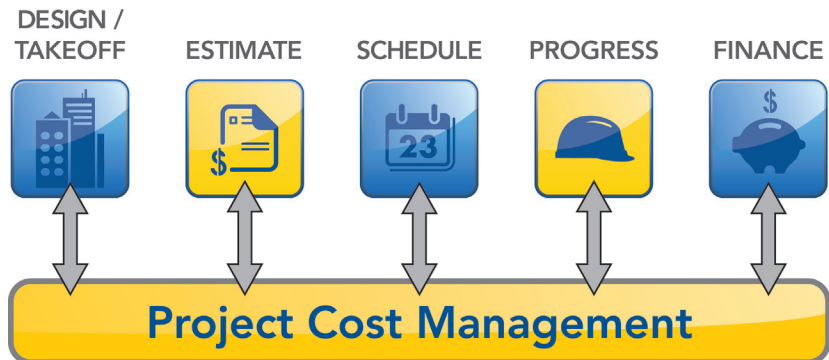 DESIGN /
TAKEOFF
ESTIMATE
SCHEDULE
PROGRESS
FINANCE
$
23
$
Project Cost Management